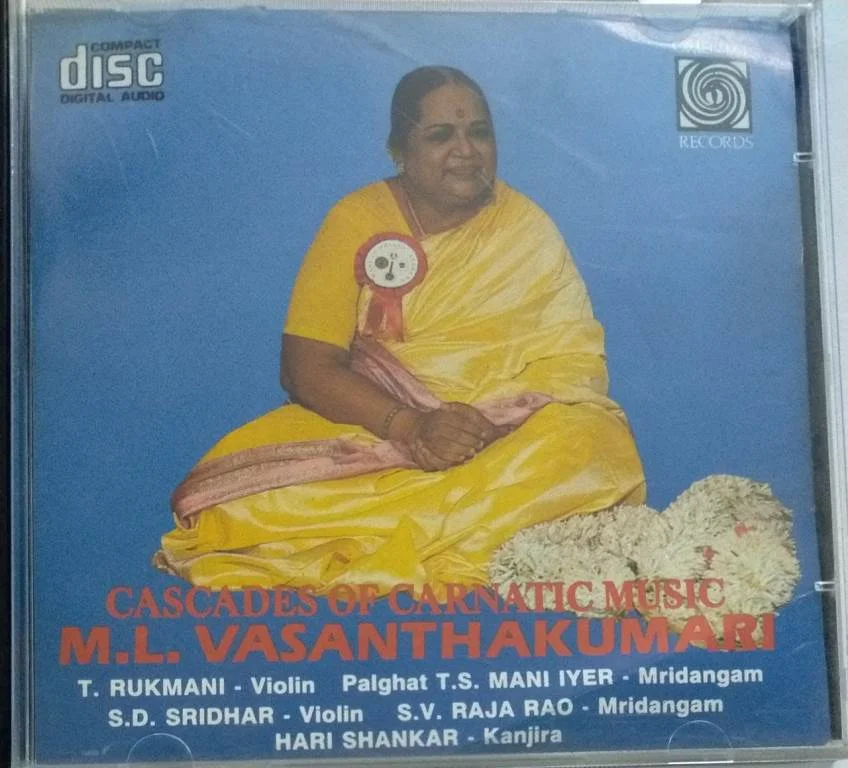 COMPACT
disc
DIGITAL AUDIO
RECORDS
CASCADES OF CARNATIC MUSIC
M.L. VASANTHAKUMARI
T. RUKMANI - Violin Palghat T.S. MANI IYER - Mridangam
S.D. SRIDHAR - Violin S.V. RAJA RAO - Mridangam
HARI SHANKAR - Kanjira